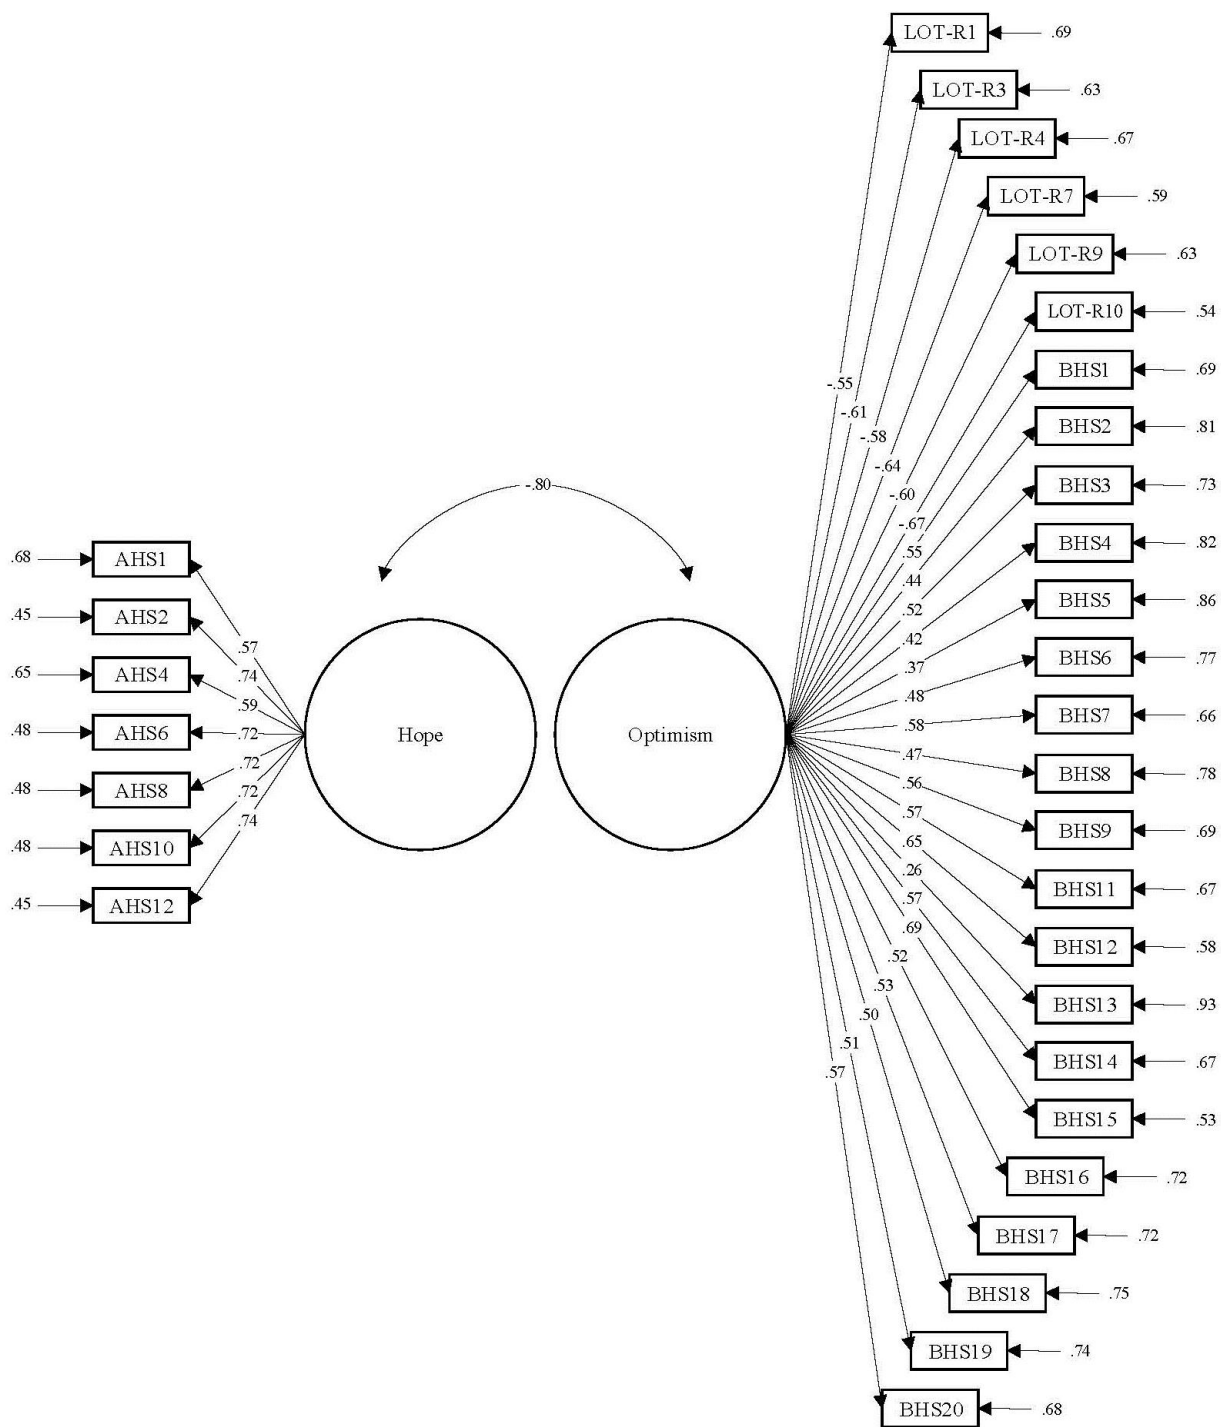 LOT-R1 .69
LOT-R3 .63
LOT-R4 .67
LOT-R7 .59
LOT-R9 .63
LOT-R10 .54
BHS1 .69
BHS2 .81
BHS3 .73
BHS4 .82
BHS5 .86
BHS6 .77
BHS7 .66
BHS8 .78
BHS9 .69
BHS11 .67
BHS12 .58
BHS13 .93
BHS14 .67
BHS15 .53
BHS16 .72
BHS17 .72
BHS18 .75
BHS19 .74
BHS20 .68
-.55
-.61
-.58
-.64
-.60
-.67
.55
.44
.52
.42
.37
.48
.58
.47
.56
.57
.65
.26
.57
.69
.52
.53
.50
.51
.57
-.80
Hope
Optimism
.68 AHS1
.45 AHS2
.65 AHS4
.48 AHS6
.48 AHS8
.48 AHS10
.45 AHS12
.57
.74
.59
.72
.72
.72
.74